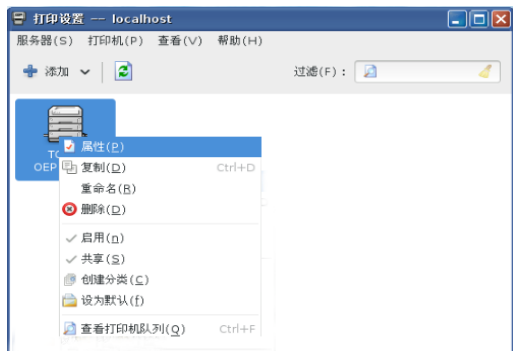 打印设置 —— localhost
服务器(S) 打印机(P) 查看(V) 帮助(H)
添加 过滤(F)：
TO
OEP
属性(P)
复制(D) Ctrl+D
重命名(R)
删除(D)
启用(n)
共享(S)
创建分类(C)
设为默认(f)
查看打印机队列(Q) Ctrl+F